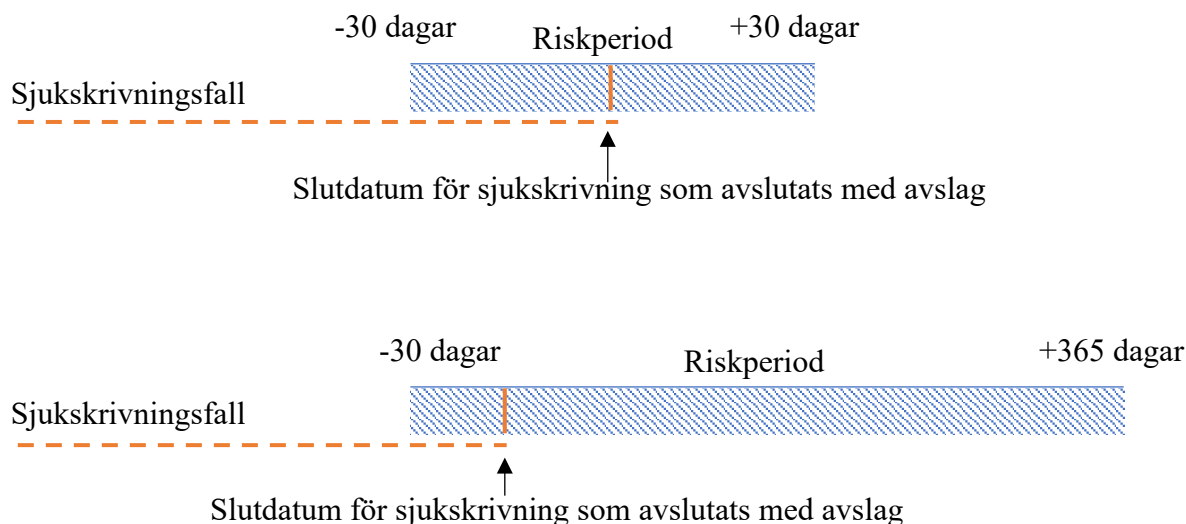 -30 dagar
Riskperiod
+30 dagar
Sjukskrivningsfall
Slutdatum för sjukskrivning som avslutats med avslag
-30 dagar
Riskperiod
+365 dagar
Sjukskrivningsfall
Slutdatum för sjukskrivning som avslutats med avslag